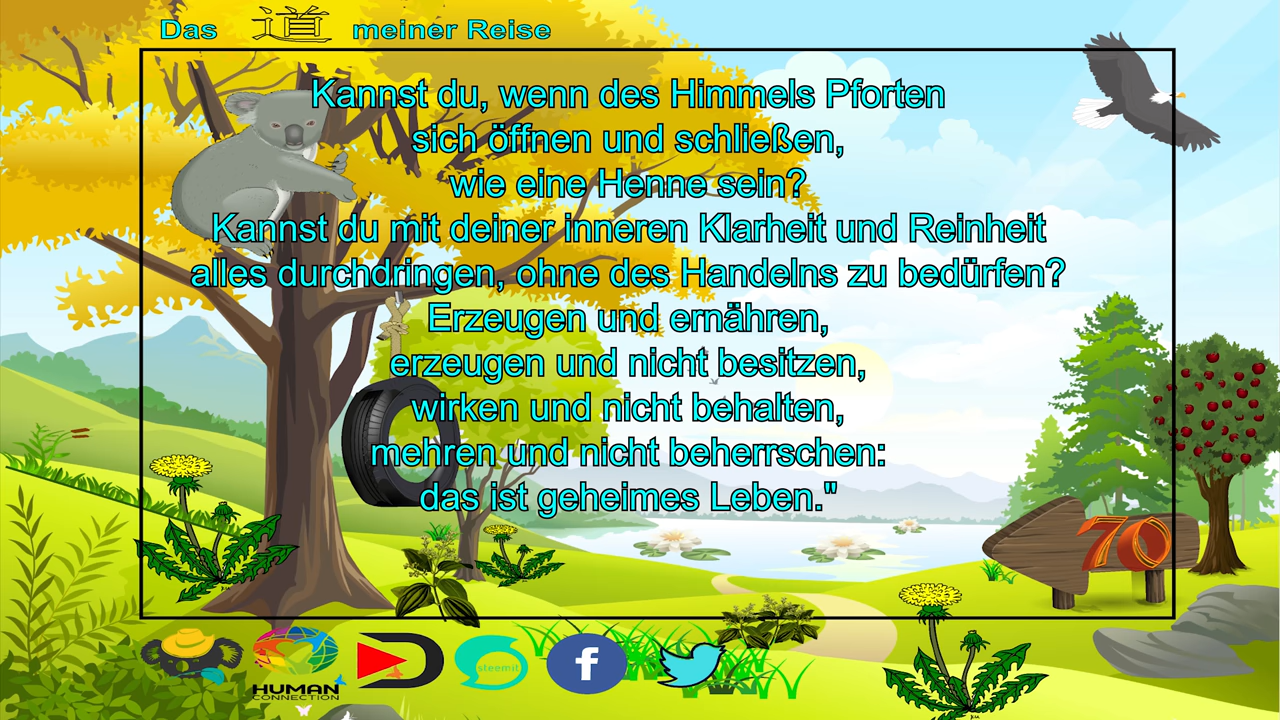 Das 道 meiner Reise
Kannst du, wenn des Himmels Pforten
sich öffnen und schließen,
wie eine Henne sein?
Kannst du mit deiner inneren Klarheit und Reinheit
alles durchdringen, ohne des Handelns zu bedürfen?
Erzeugen und ernähren,
erzeugen und nicht besitzen,
wirken und nicht behalten,
mehren und nicht beherrschen:
das ist geheimes Leben."
70
HUMAN
CONNECTION
steemit
f